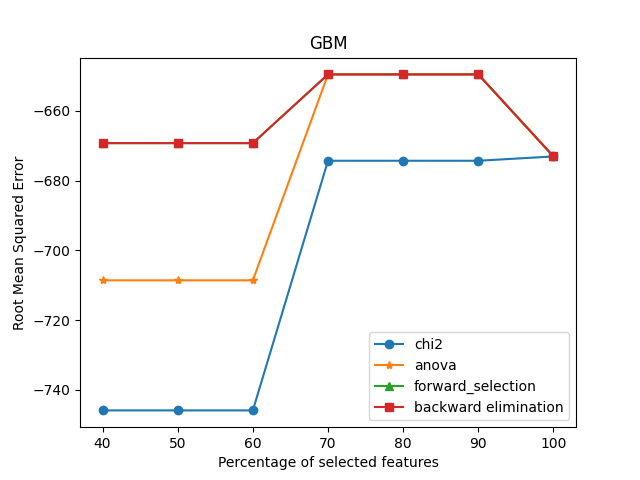 GBM
Root Mean Squared Error
−660
−680
−700
−720
−740
chi2
anova
forward_selection
backward elimination
40 50 60 70 80 90 100
Percentage of selected features